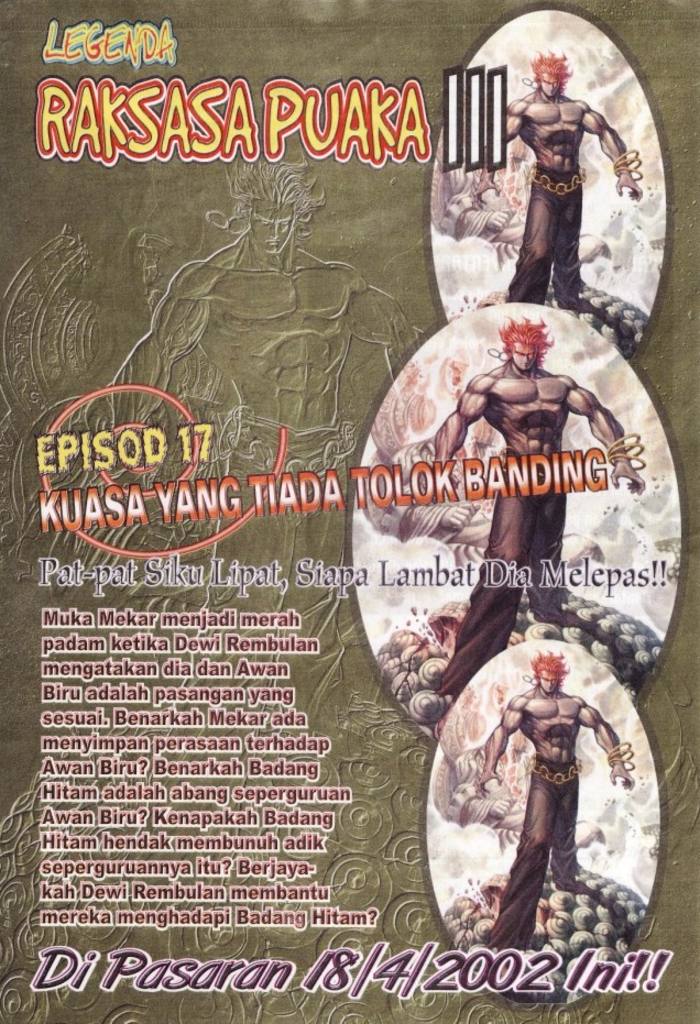 LEGENDA
RAKSASA PUAKA III
EPISOD 17
KUASA YANG TIADA TOLOK BANDING
Pat-pat Siku Lipat, Siapa Lambat Dia Melepas!!
Muka Mekar menjadi merah
padam ketika Dewi Rembulan
mengatakan dia dan Awan
Biru adalah pasangan yang
sesuai. Benarkah Mekar ada
menyimpan perasaan terhadap
Awan Biru? Benarkah Badang
Hitam adalah abang seperguruan
Awan Biru? Kenapakah Badang
Hitam hendak membunuh adik
seperguruannya itu? Berjaya-
kah Dewi Rembulan membantu
mereka menghadapi Badang Hitam?
Di Pasaran 18/4/2002 Ini!!